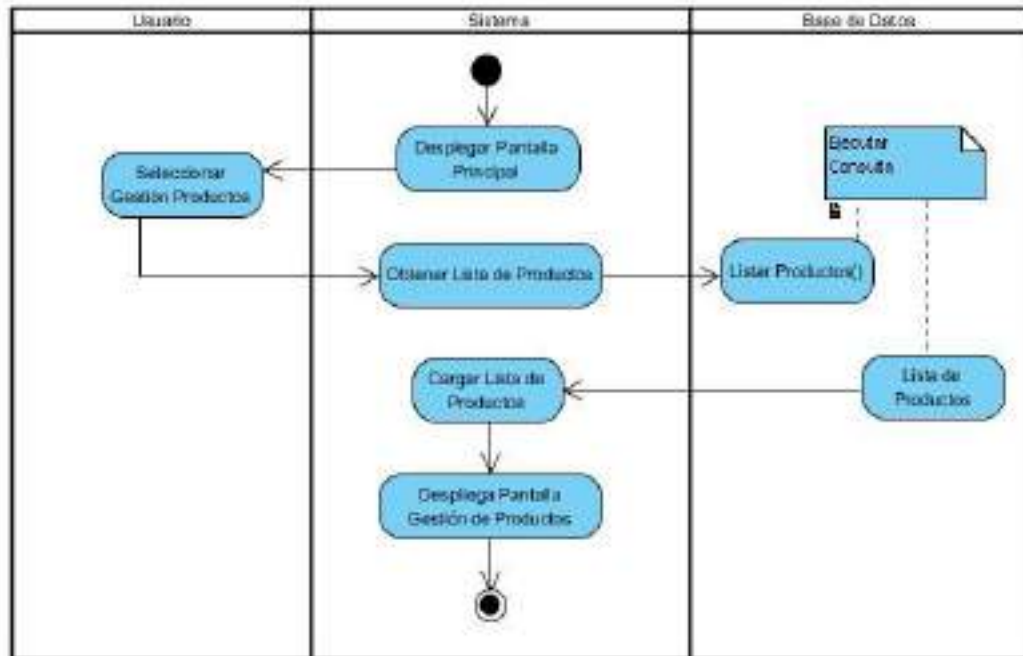 Usuario
Sistema
Base de Datos
Desplegar Pantalla
Principal
Seleccionar
Gestión Productos
Ejecutar
Consulta
Obtener Lista de Productos
Listar Productos()
Cargar Lista de
Productos
Lista de
Productos
Despliega Pantalla
Gestión de Productos